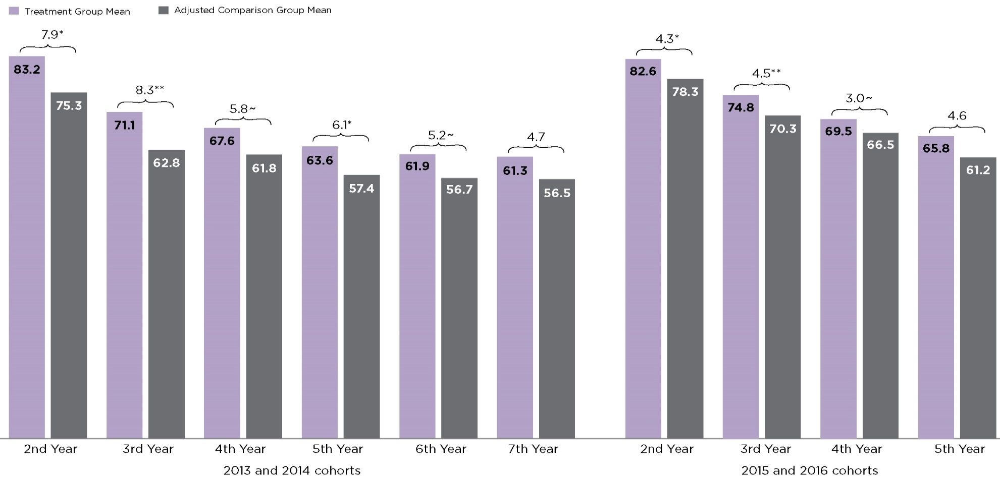 Treatment Group Mean
Adjusted Comparison Group Mean
7.9*
83.2
75.3
8.3**
71.1
62.8
5.8~
67.6
61.8
6.1*
63.6
57.4
5.2~
61.9
56.7
4.7
61.3
56.5
4.3*
82.6
78.3
4.5**
74.8
70.3
3.0~
69.5
66.5
4.6
65.8
61.2
2nd Year
3rd Year
4th Year
5th Year
6th Year
7th Year
2nd Year
3rd Year
4th Year
5th Year
2013 and 2014 cohorts
2015 and 2016 cohorts